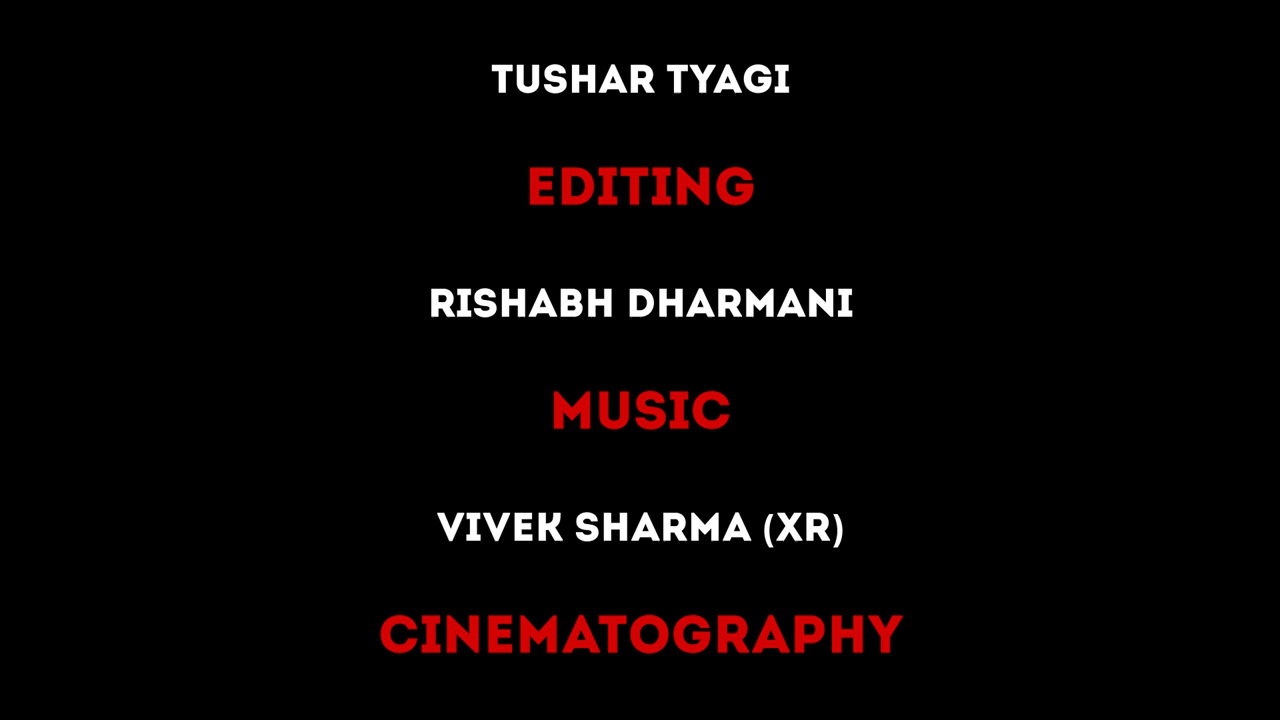 TUSHAR TYAGI
EDITING
RISHABH DHARMANI
MUSIC
VIVEK SHARMA (XR)
CINEMATOGRAPHY